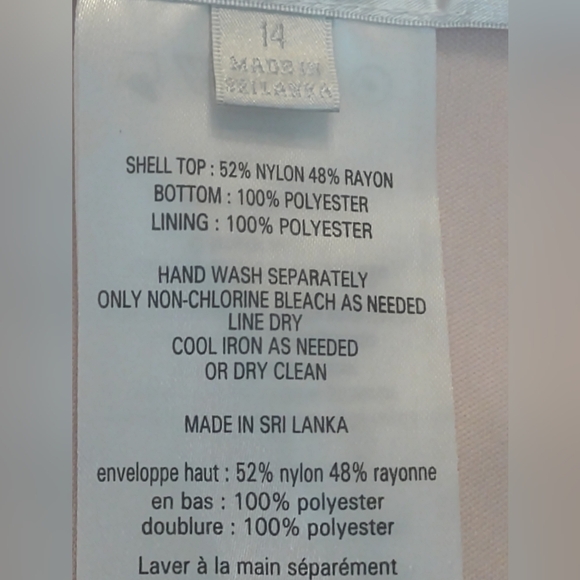 14
MADE IN
SRI LANKA
SHELL TOP : 52% NYLON 48% RAYON
BOTTOM : 100% POLYESTER
LINING : 100% POLYESTER
HAND WASH SEPARATELY
ONLY NON-CHLORINE BLEACH AS NEEDED
LINE DRY
COOL IRON AS NEEDED
OR DRY CLEAN
MADE IN SRI LANKA
enveloppe haut : 52% nylon 48% rayonne
en bas : 100% polyester
doublure : 100% polyester
Laver à la main séparément